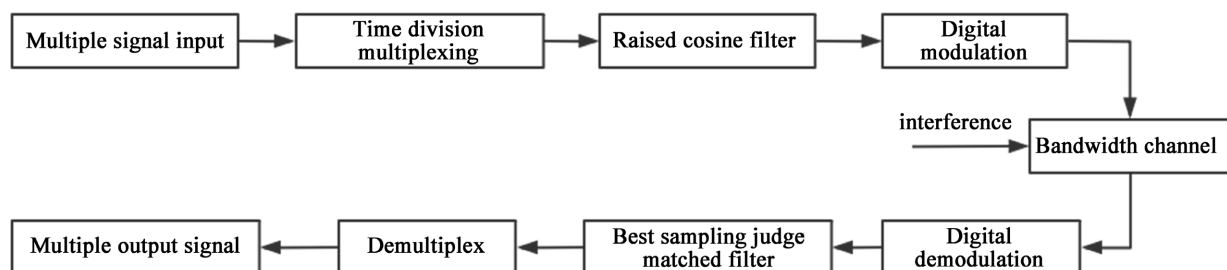 Multiple signal input
Time division
multiplexing
Raised cosine filter
Digital
modulation
interference
Bandwidth channel
Multiple output signal
Demultiplex
Best sampling judge
matched filter
Digital
demodulation